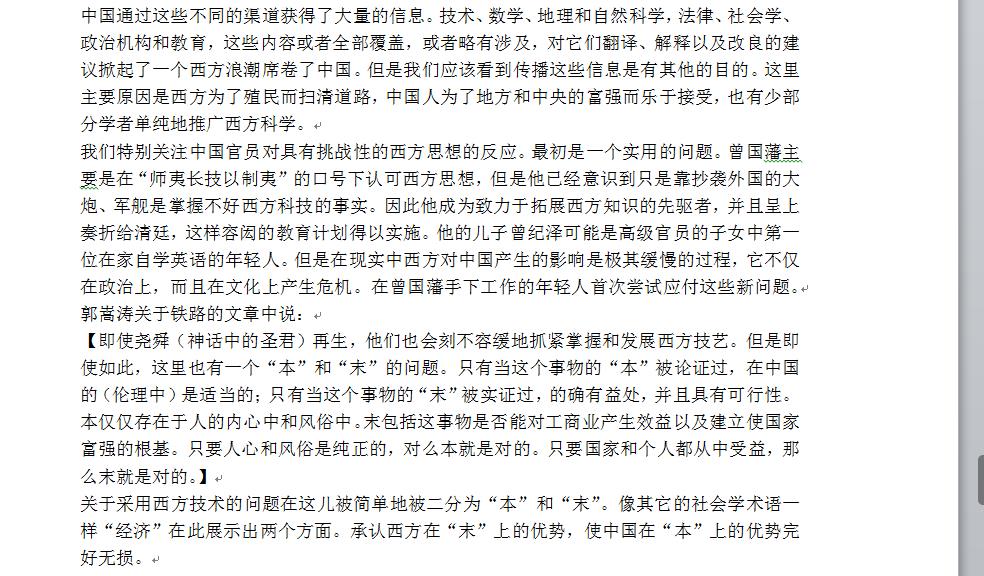 中国通过这些不同的渠道获得了大量的信息。技术、数学、地理和自然科学，法律、社会学、
政治机构和教育，这些内容或者全部覆盖，或者略有涉及，对它们翻译、解释以及改良的建
议掀起了一个西方浪潮席卷了中国。但是我们应该看到传播这些信息是有其他的目的。这里
主要原因是西方为了殖民而扫清道路，中国人为了地方和中央的富强而乐于接受，也有少部
分学者单纯地推广西方科学。
我们特别关注中国官员对具有挑战性的西方思想的反应。最初是一个实用的问题。曾国藩主
要是在“师夷长技以制夷”的口号下认可西方思想，但是他已经意识到只是靠抄袭外国的大
炮、军舰是掌握不好西方科技的事实。因此他成为致力于拓展西方知识的先驱者，并且呈上
奏折给清廷，这样容闳的教育计划得以实施。他的儿子曾纪泽可能是高级官员的子女中第一
位在家自学英语的年轻人。但是在现实中西方对中国产生的影响是极其缓慢的过程，它不仅
在政治上，而且在文化上产生危机。在曾国藩手下工作的年轻人首次尝试应付这些新问题。
郭嵩涛关于铁路的文章中说：
【即使尧舜（神话中的圣君）再生，他们也会刻不容缓地抓紧掌握和发展西方技艺。但是即
使如此，这里也有一个“本”和“末”的问题。只有当这个事物的“本”被论证过，在中国
的（伦理中）是适当的；只有当这个事物的“末”被实证过，的确有益处，并且具有可行性。
本仅仅存在于人的内心中和风俗中。末包括这事物是否能对工商业产生效益以及建立使国家
富强的根基。只要人心和风俗是纯正的，对么本就是对的。只要国家和个人都从中受益，那
么末就是对的。】
关于采用西方技术的问题在这儿被简单地被二分为“本”和“末”。像其它的社会学术语一
样“经济”在此展示出两个方面。承认西方在“末”上的优势，使中国在“本”上的优势完
好无损。